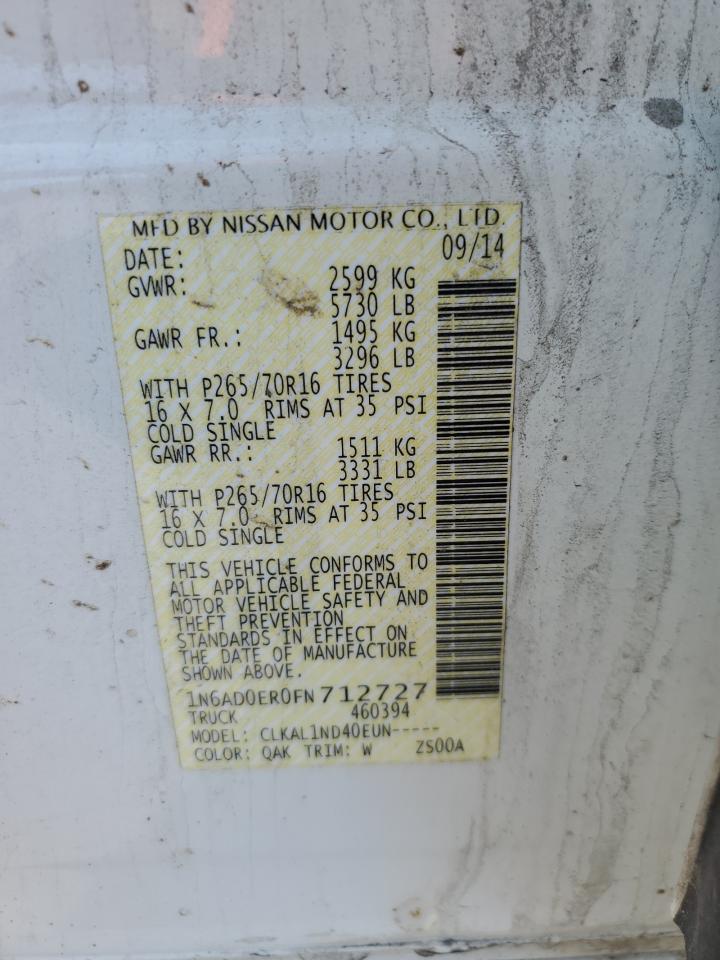 MFD BY NISSAN MOTOR CO., LTD.
DATE: 09/14
GVWR: 2599 KG
5730 LB
GAWR FR.: 1495 KG
3296 LB
WITH P265/70R16 TIRES
16 X 7.0 RIMS AT 35 PSI
COLD SINGLE
GAWR RR.: 1511 KG
3331 LB
WITH P265/70R16 TIRES
16 X 7.0 RIMS AT 35 PSI
COLD SINGLE
THIS VEHICLE CONFORMS TO
ALL APPLICABLE FEDERAL
MOTOR VEHICLE SAFETY AND
THEFT PREVENTION
STANDARDS IN EFFECT ON
THE DATE OF MANUFACTURE
SHOWN ABOVE.
1N6AD0ER0FN712727
TRUCK 460394
MODEL: CLKAL1ND40EUN-----
COLOR: QAK TRIM: W ZS00A